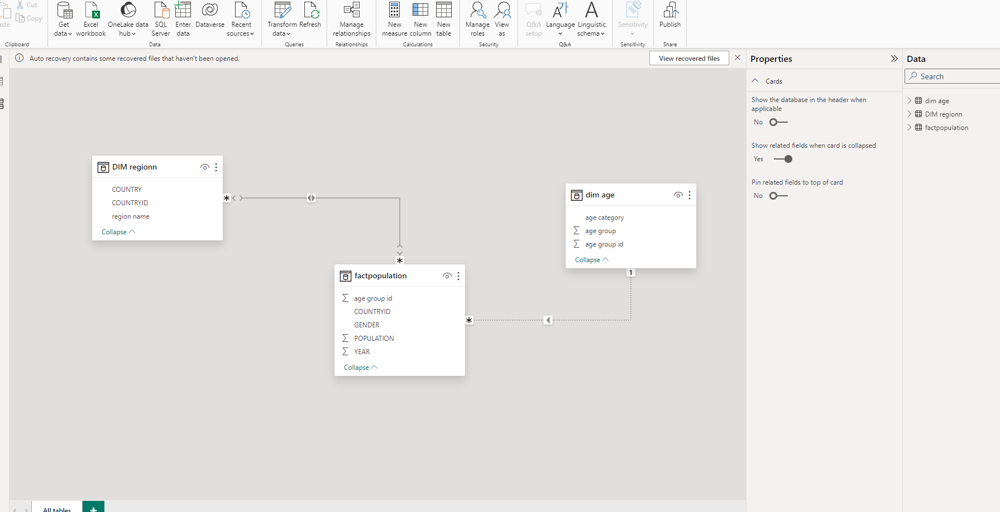 Cut
Copy
Clipboard
Get data
Excel workbook
OneLake data hub
SQL Server
Enter data
Dataverse
Recent sources
Data
Transform data
Refresh
Queries
Manage relationships
Relationships
New measure
New column
New table
Calculations
Manage roles
View as
Security
Q&A setup
Language
Linguistic schema
Q&A
Sensitivity
Sensitivity
Publish
Share
Auto recovery contains some recovered files that haven't been opened.
View recovered files
Properties
Cards
Show the database in the header when
applicable
No
Show related fields when card is collapsed
Yes
Pin related fields to top of card
No
Data
Search
dim age
DIM regionn
factpopulation
DIM regionn
COUNTRY
COUNTRYID
region name
Collapse
dim age
age category
age group
age group id
Collapse
1
factpopulation
age group id
COUNTRYID
GENDER
POPULATION
YEAR
Collapse
All tables